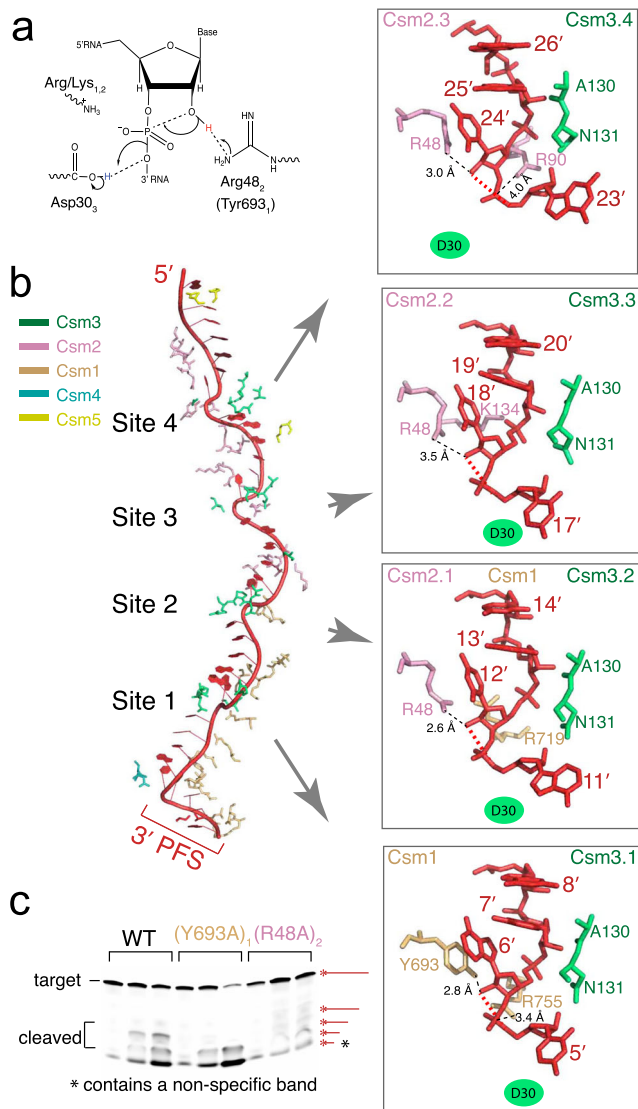 a
Base
5′RNA
Arg/Lys1,2
NH3
H
H
O
O
H
−O
P
O
O
3′ RNA
O
O
H
Asp303
NH
H2N
N
H
Arg482
(Tyr6931)
Csm2.3
Csm3.4
26′
A130
25′
24′
N131
R48
R90
3.0 Å
4.0 Å
23′
D30
b
5′
Csm3
Csm2
Csm1
Csm4
Csm5
Site 4
Site 3
Site 2
Site 1
3′ PFS
Csm2.2
Csm3.3
20′
19′
A130
18′
K134
R48
N131
3.5 Å
17′
D30
Csm2.1
Csm1
Csm3.2
14′
13′
A130
12′
R48
N131
2.6 Å
R719
11′
D30
Csm1
Csm3.1
8′
7′
A130
6′
Y693
N131
2.8 Å
R755
3.4 Å
5′
D30
c
WT
(Y693A)1
(R48A)2
target
*
*
*
*
cleaved
*
*
* contains a non-specific band